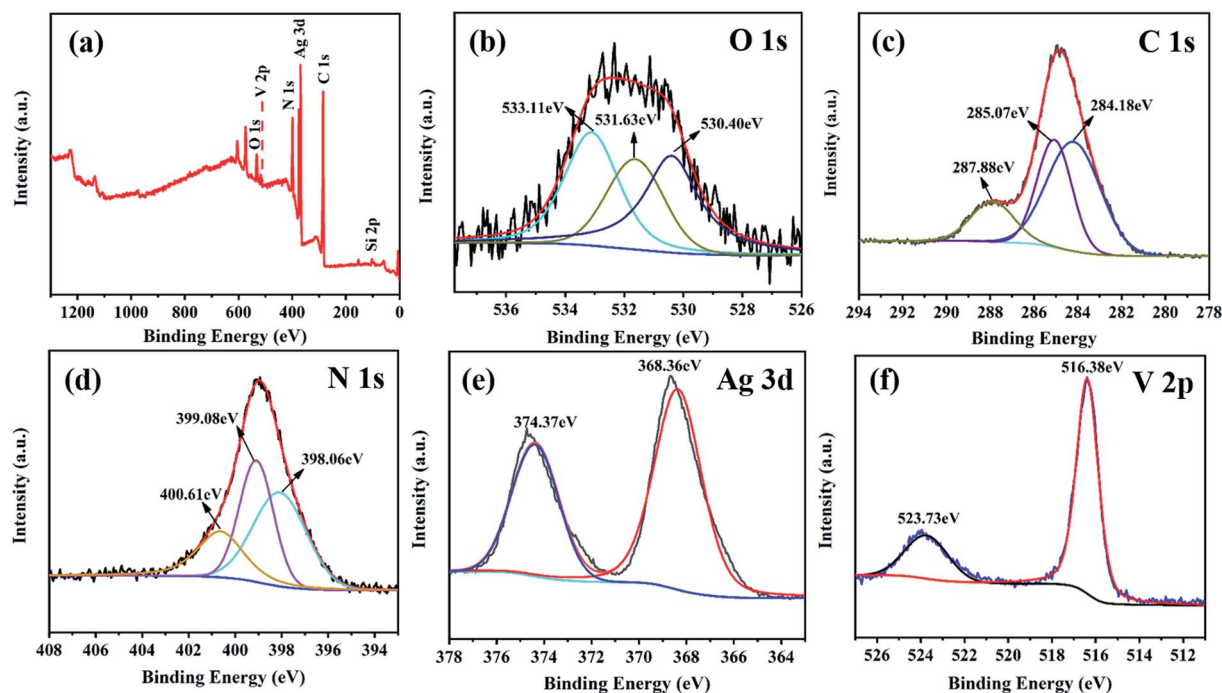 (a)
O 1s
V 2p
N 1s
Ag 3d
C 1s
Si 2p
Intensity (a.u.)
1200 1000 800 600 400 200 0
Binding Energy (eV)
(b)
O 1s
533.11eV
531.63eV
530.40eV
Intensity (a.u.)
536 534 532 530 528 526
Binding Energy (eV)
(c)
C 1s
285.07eV
284.18eV
287.88eV
Intensity (a.u.)
294 292 290 288 286 284 282 280 278
Binding Energy
(d)
N 1s
399.08eV
398.06eV
400.61eV
Intensity (a.u.)
408 406 404 402 400 398 396 394
Binding Energy (eV)
(e)
Ag 3d
368.36eV
374.37eV
Intensity (a.u.)
378 376 374 372 370 368 366 364
Binding Energy (eV)
(f)
V 2p
516.38eV
523.73eV
Intensity (a.u.)
526 524 522 520 518 516 514 512
Binding Energy (eV)